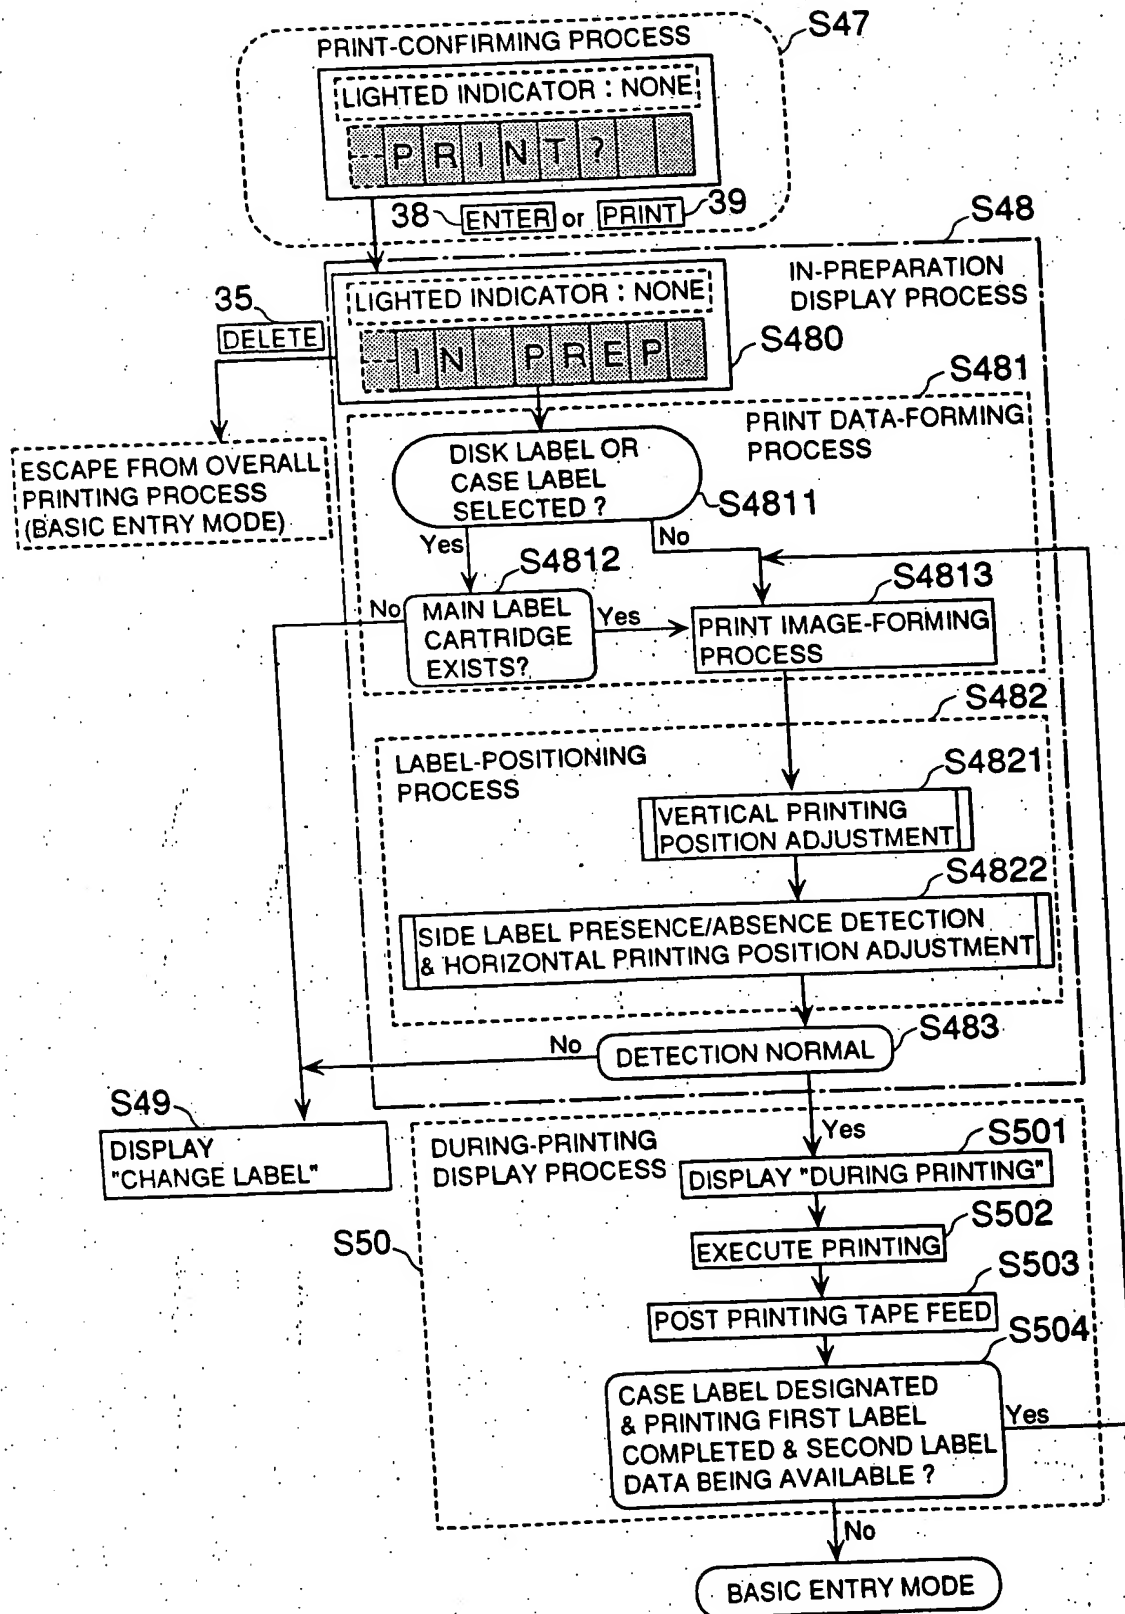 S47
PRINT-CONFIRMING PROCESS
LIGHTED INDICATOR : NONE
PRINT?
38 ENTER or PRINT 39
S48
IN-PREPARATION
DISPLAY PROCESS
35
DELETE
LIGHTED INDICATOR : NONE
IN PREP
S480
S481
PRINT DATA-FORMING
PROCESS
ESCAPE FROM OVERALL
PRINTING PROCESS
(BASIC ENTRY MODE)
DISK LABEL OR
CASE LABEL
SELECTED ?
S4811
Yes
No
S4812
S4813
No
MAIN LABEL
CARTRIDGE
EXISTS?
Yes
PRINT IMAGE-FORMING
PROCESS
S482
LABEL-POSITIONING
PROCESS
S4821
VERTICAL PRINTING
POSITION ADJUSTMENT
S4822
SIDE LABEL PRESENCE/ABSENCE DETECTION
& HORIZONTAL PRINTING POSITION ADJUSTMENT
S483
No
DETECTION NORMAL
S49
DISPLAY
"CHANGE LABEL"
Yes
DURING-PRINTING
DISPLAY PROCESS
S501
DISPLAY "DURING PRINTING"
S502
EXECUTE PRINTING
S50
S503
POST PRINTING TAPE FEED
S504
CASE LABEL DESIGNATED
& PRINTING FIRST LABEL
COMPLETED & SECOND LABEL
DATA BEING AVAILABLE ?
Yes
No
BASIC ENTRY MODE